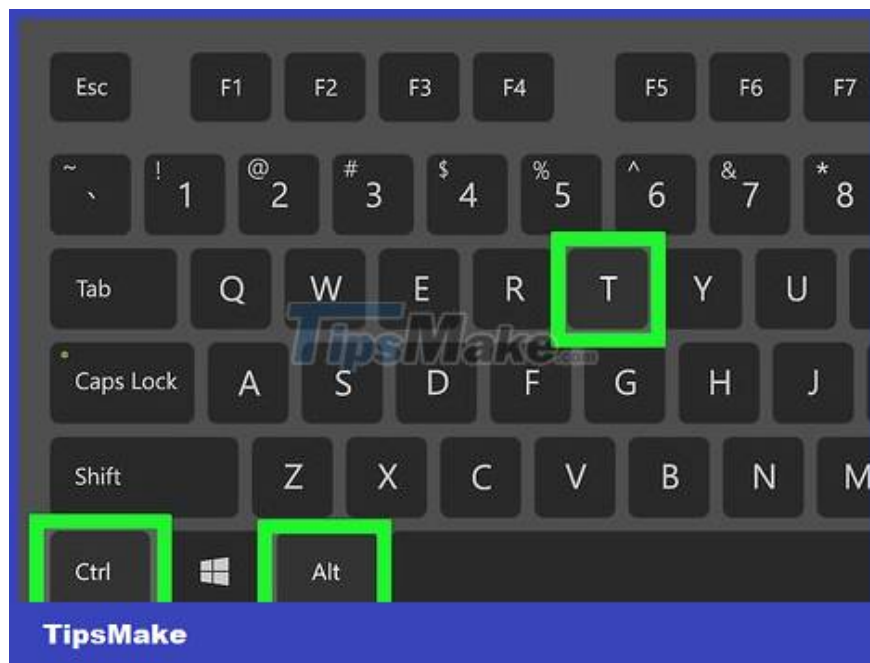 Esc F1 F2 F3 F4 F5 F6 F7
~ ` ! 1 @ 2 # 3 $ 4 % 5 ^ 6 & 7 * 8
Tab Q W E R T Y U
TipsMake.com
Caps Lock A S D F G H J
Shift Z X C V B N M
Ctrl Alt
TipsMake